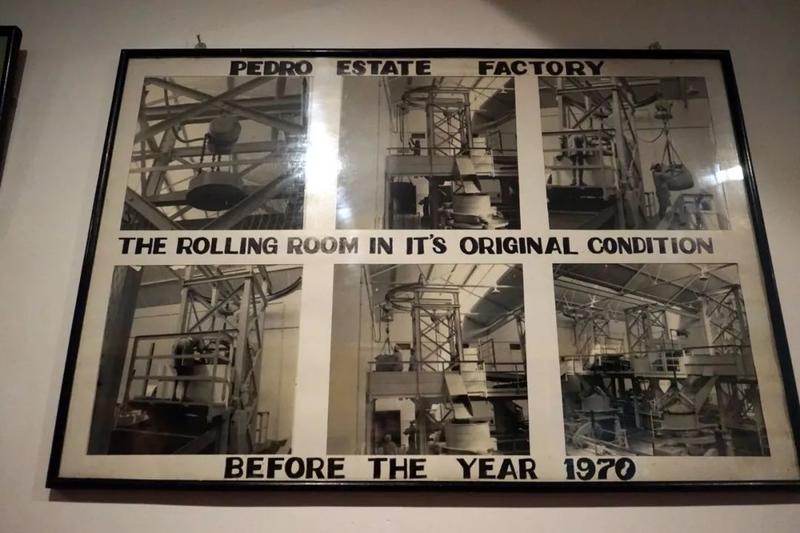 PEDRO ESTATE FACTORY
THE ROLLING ROOM IN IT'S ORIGINAL CONDITION
BEFORE THE YEAR 1970